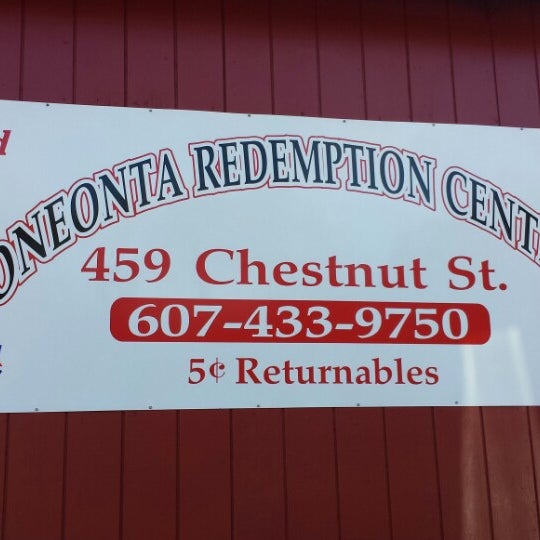 ONEONTA REDEMPTION CENT
459 Chestnut St.
607-433-9750
5¢ Returnables